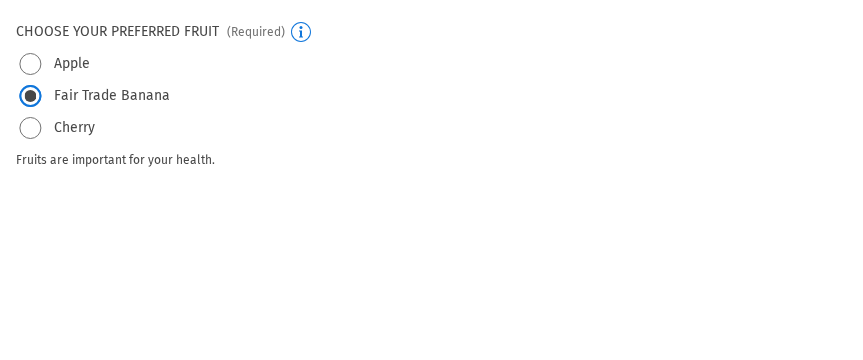 CHOOSE YOUR PREFERRED FRUIT (Required)
Apple
Fair Trade Banana
Cherry
Fruits are important for your health.